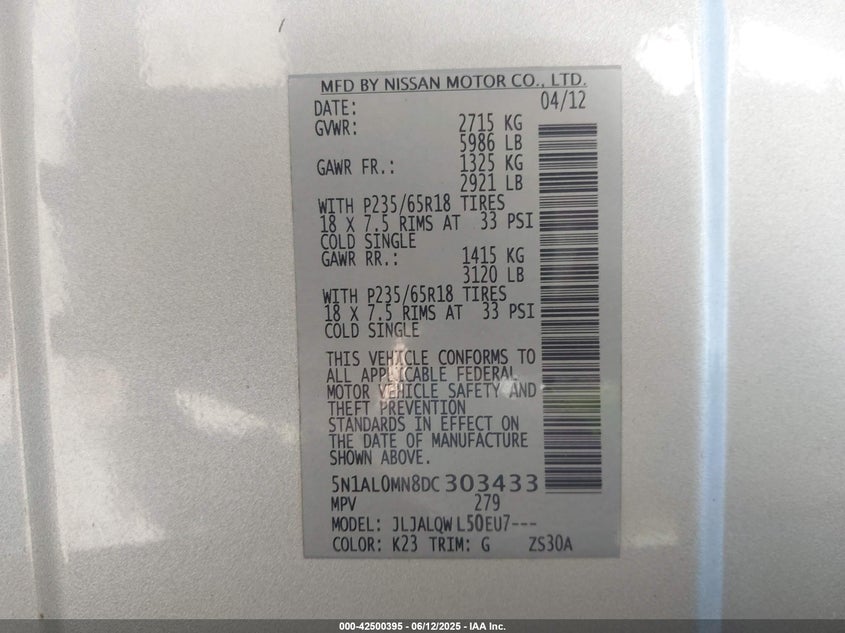 MFD BY NISSAN MOTOR CO., LTD.
DATE: 04/12
GVWR: 2715 KG
5986 LB
GAWR FR.: 1325 KG
2921 LB
WITH P235/65R18 TIRES
18 X 7.5 RIMS AT 33 PSI
COLD SINGLE
GAWR RR.: 1415 KG
3120 LB
WITH P235/65R18 TIRES
18 X 7.5 RIMS AT 33 PSI
COLD SINGLE
THIS VEHICLE CONFORMS TO
ALL APPLICABLE FEDERAL
MOTOR VEHICLE SAFETY AND
THEFT PREVENTION
STANDARDS IN EFFECT ON
THE DATE OF MANUFACTURE
SHOWN ABOVE.
5N1AL0MN8DC303433
MPV 279
MODEL: JLJALQWL50EU7---
COLOR: K23 TRIM: G ZS30A
000-42500395 - 06/12/2025 - IAA Inc.